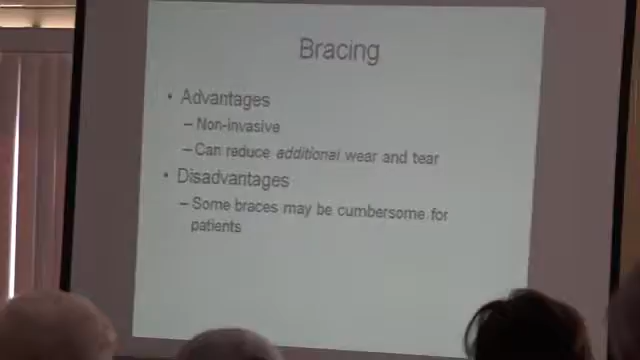 Bracing
• Advantages
– Non-invasive
– Can reduce additional wear and tear
• Disadvantages
– Some braces may be cumbersome for
patients